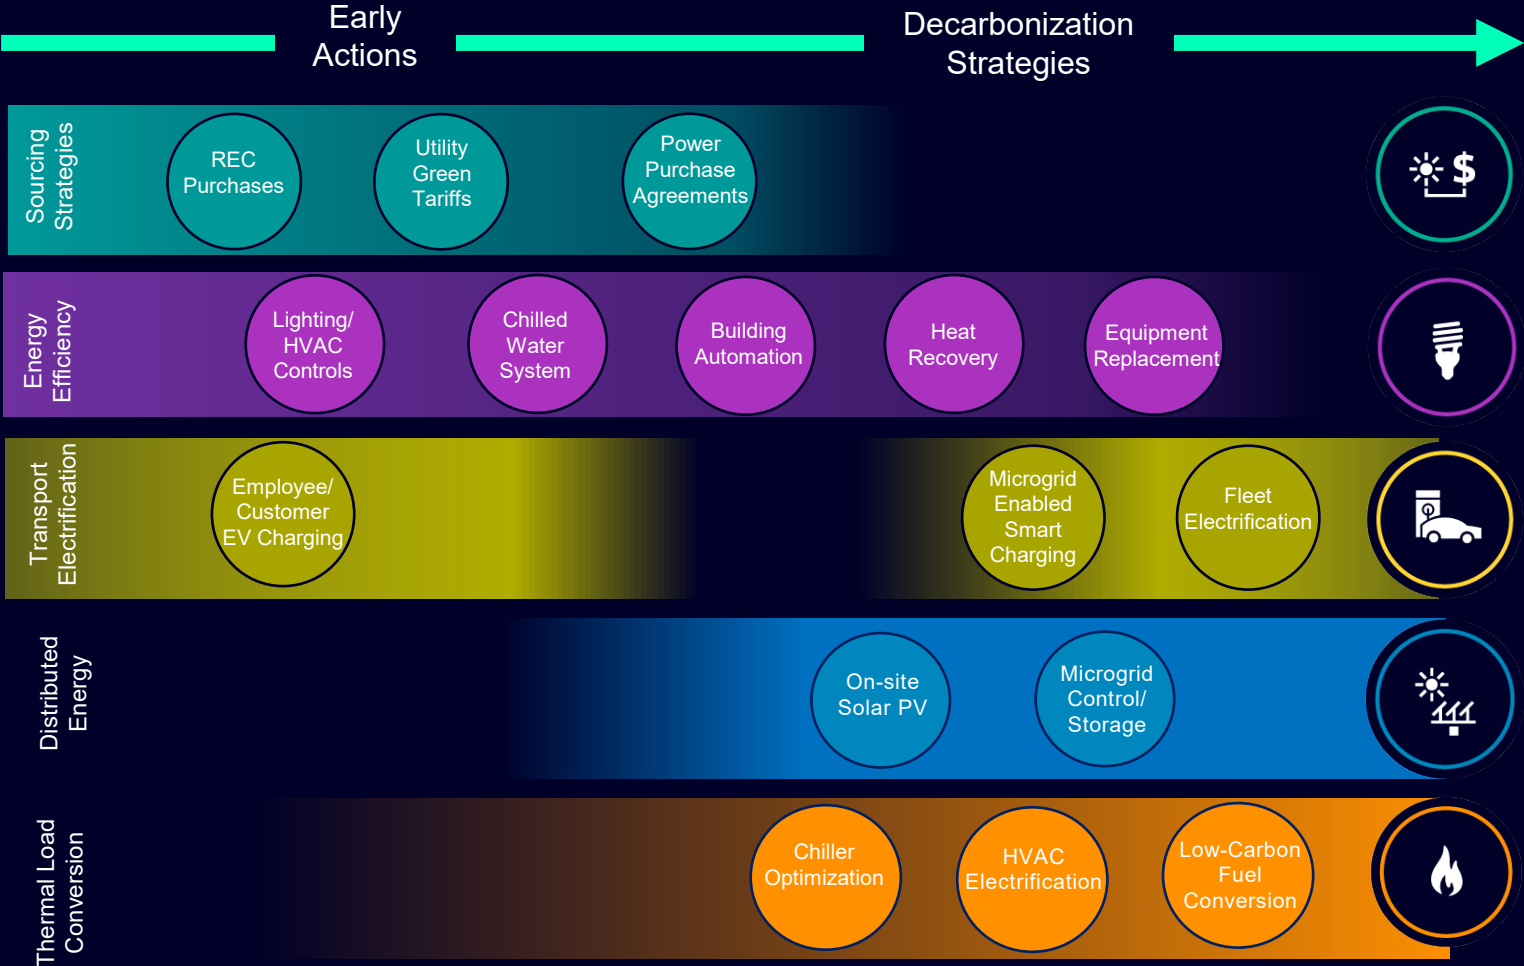 Early
Actions
Decarbonization
Strategies
Sourcing
Strategies
REC
Purchases
Utility
Green
Tariffs
Power
Purchase
Agreements
$
Energy
Efficiency
Lighting/
HVAC
Controls
Chilled
Water
System
Building
Automation
Heat
Recovery
Equipment
Replacement
Transport
Electrification
Employee/
Customer
EV Charging
Microgrid
Enabled
Smart
Charging
Fleet
Electrification
Distributed
Energy
On-site
Solar PV
Microgrid
Control/
Storage
Thermal Load
Conversion
Chiller
Optimization
HVAC
Electrification
Low-Carbon
Fuel
Conversion